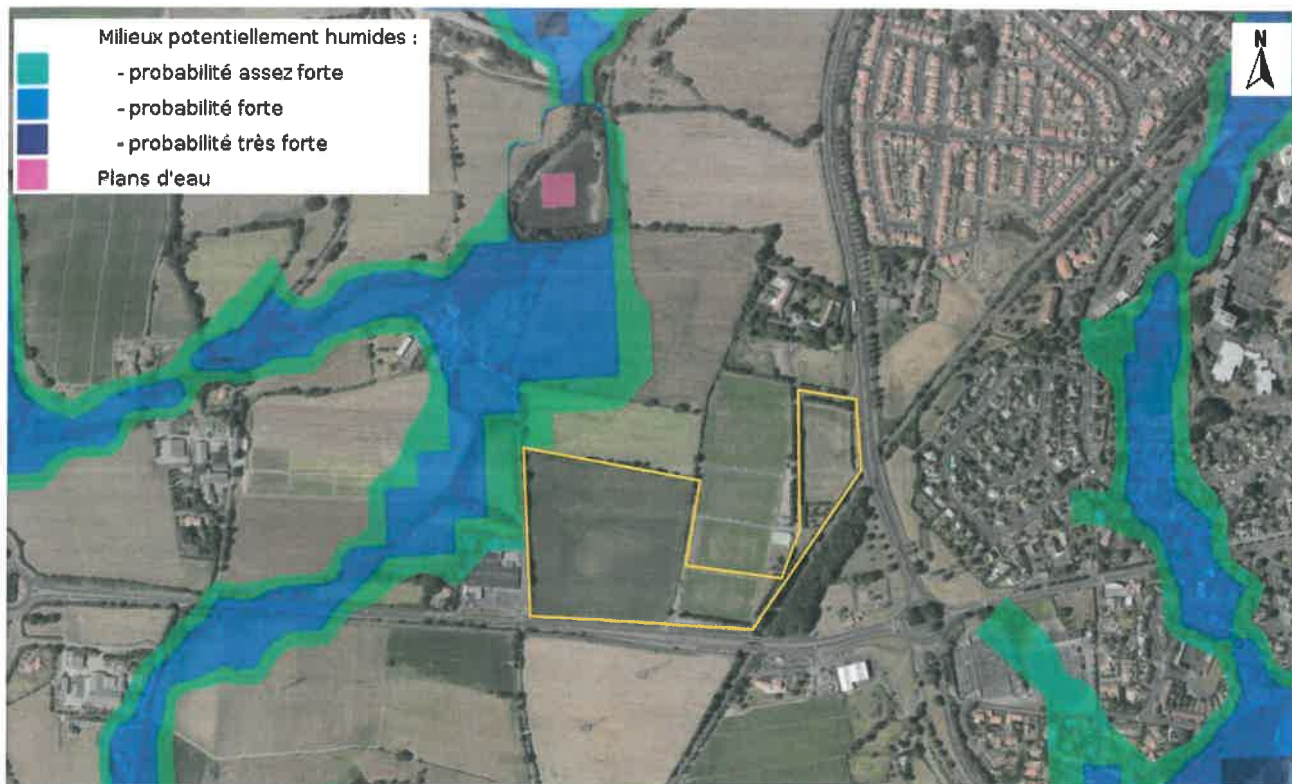 Milieux potentiellement humides :
- probabilité assez forte
- probabilité forte
- probabilité très forte
Plans d'eau
N